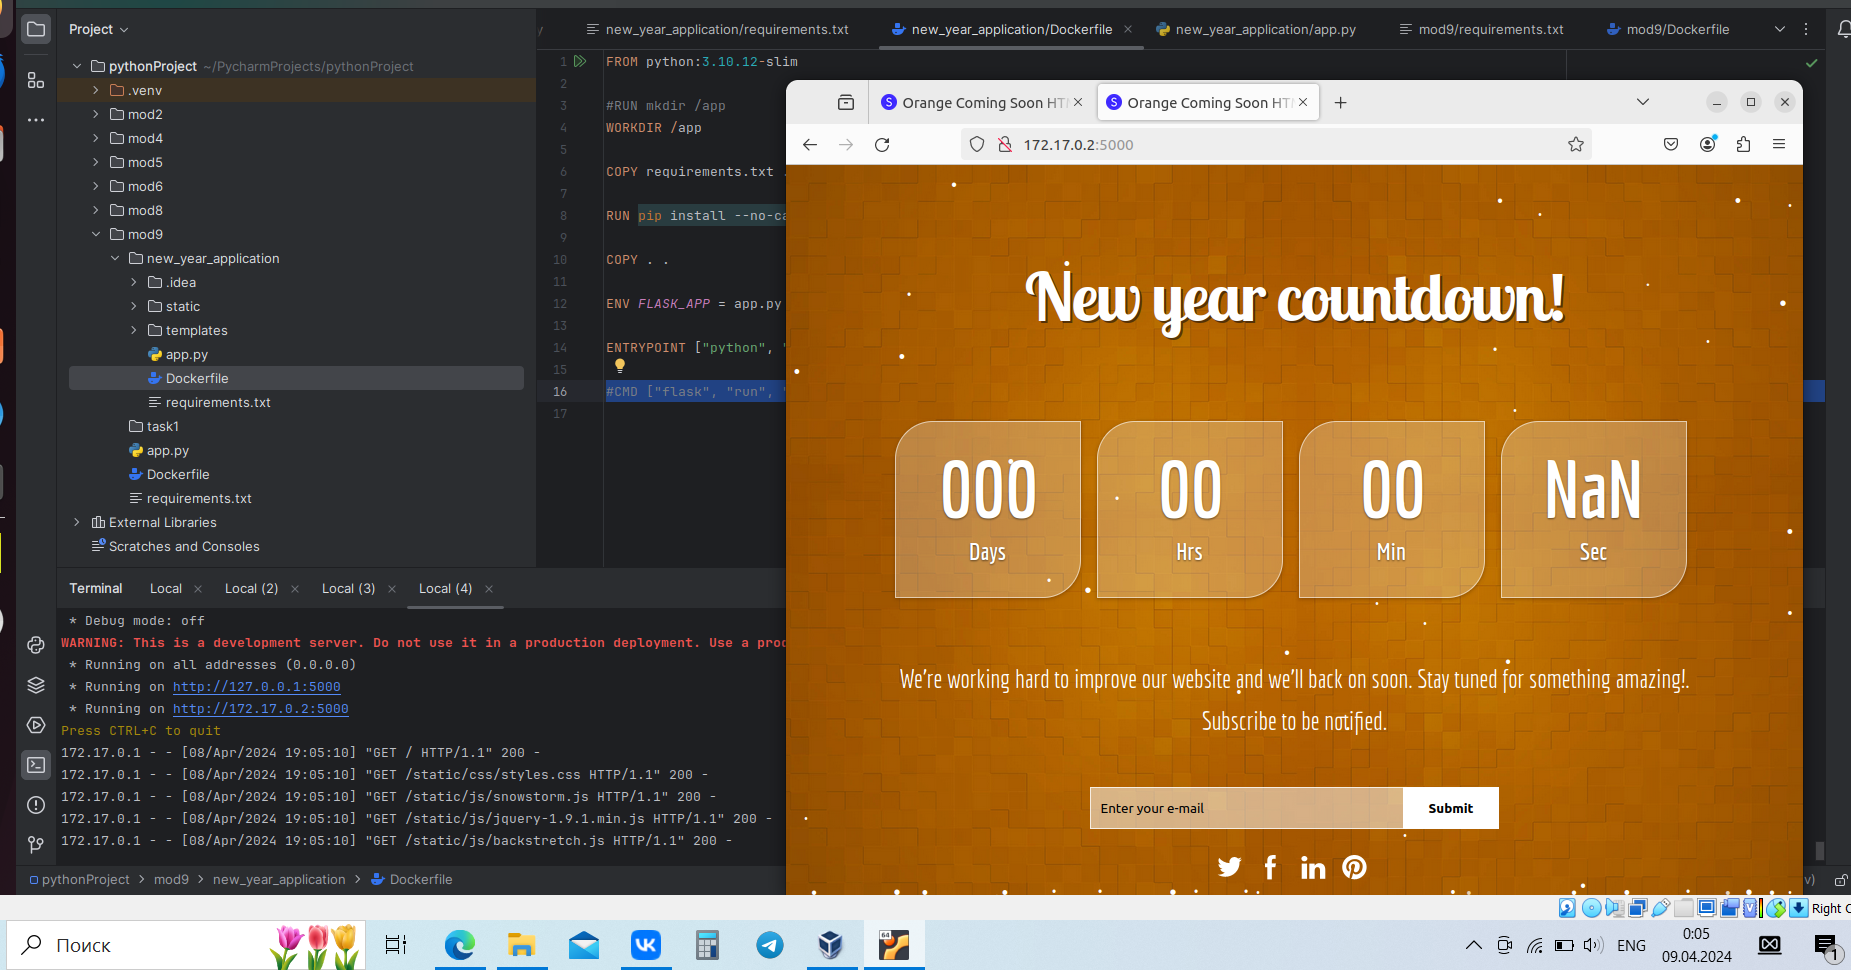 Project
new_year_application/requirements.txt
new_year_application/Dockerfile
new_year_application/app.py
mod9/requirements.txt
mod9/Dockerfile
pythonProject ~/PycharmProjects/pythonProject
.venv
mod2
mod4
mod5
mod6
mod8
mod9
new_year_application
.idea
static
templates
app.py
Dockerfile
requirements.txt
task1
app.py
Dockerfile
requirements.txt
External Libraries
Scratches and Consoles
1 FROM python:3.10.12-slim
2
3 #RUN mkdir /app
4 WORKDIR /app
5
6 COPY requirements.txt .
7
8 RUN pip install --no-ca
9
10 COPY . .
11
12 ENV FLASK_APP = app.py
13
14 ENTRYPOINT ["python", "
15
16 #CMD ["flask", "run", "
17
Orange Coming Soon HT
Orange Coming Soon HT
172.17.0.2:5000
New year countdown!
000
Days
00
Hrs
00
Min
NaN
Sec
We're working hard to improve our website and we'll back on soon. Stay tuned for something amazing!.
Subscribe to be notified.
Enter your e-mail
Submit
Terminal
Local
Local (2)
Local (3)
Local (4)
* Debug mode: off
WARNING: This is a development server. Do not use it in a production deployment. Use a prod
* Running on all addresses (0.0.0.0)
* Running on http://127.0.0.1:5000
* Running on http://172.17.0.2:5000
Press CTRL+C to quit
172.17.0.1 - - [08/Apr/2024 19:05:10] "GET / HTTP/1.1" 200 -
172.17.0.1 - - [08/Apr/2024 19:05:10] "GET /static/css/styles.css HTTP/1.1" 200 -
172.17.0.1 - - [08/Apr/2024 19:05:10] "GET /static/js/snowstorm.js HTTP/1.1" 200 -
172.17.0.1 - - [08/Apr/2024 19:05:10] "GET /static/js/jquery-1.9.1.min.js HTTP/1.1" 200 -
172.17.0.1 - - [08/Apr/2024 19:05:10] "GET /static/js/backstretch.js HTTP/1.1" 200 -
pythonProject > mod9 > new_year_application > Dockerfile
v)
Right C
Поиск
64
ENG
0:05
09.04.2024
1